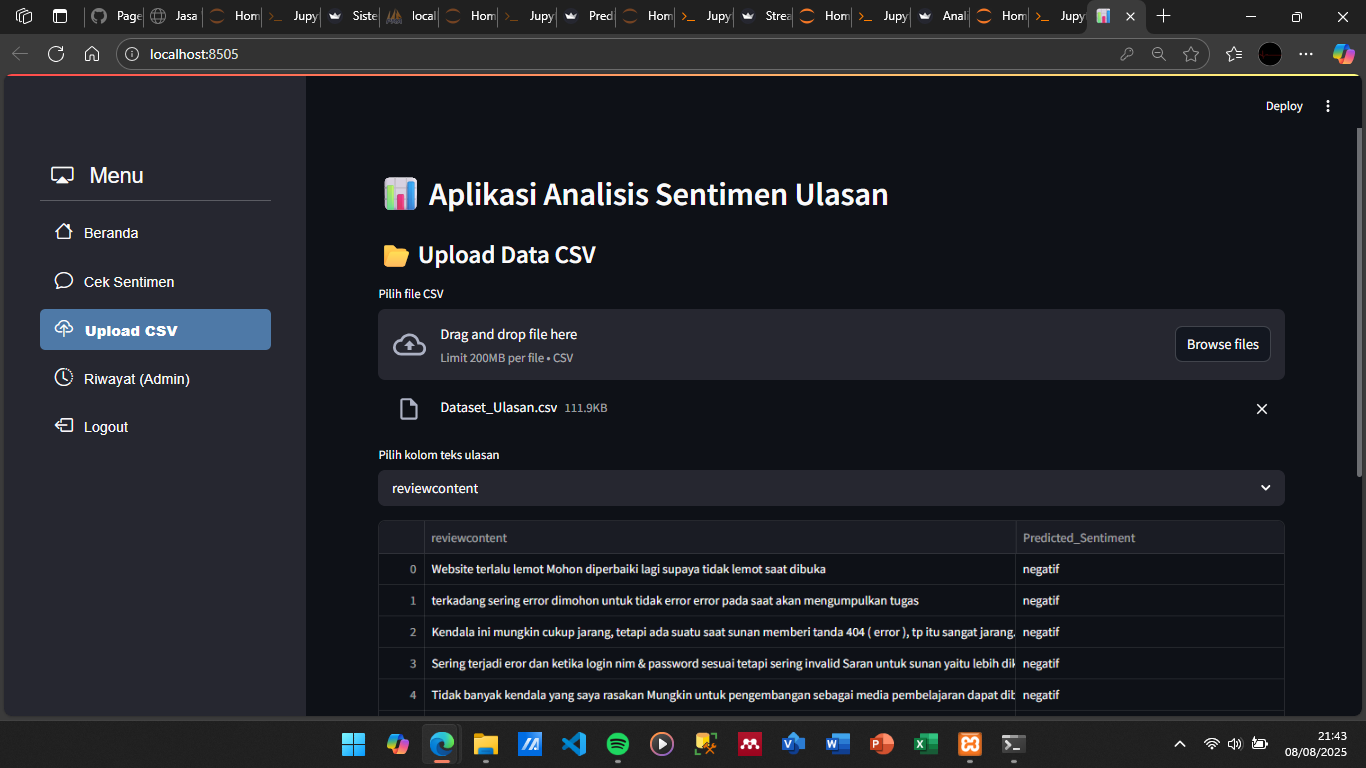 Page
Jasa
Hom
Jupy
Siste
local
Hom
Jupy
Pred
Hom
Jupy
Strea
Hom
Jupy
Anali
Hom
Jupy
localhost:8505
Deploy
Menu
Beranda
Cek Sentimen
Upload CSV
Riwayat (Admin)
Logout
Aplikasi Analisis Sentimen Ulasan
Upload Data CSV
Pilih file CSV
Drag and drop file here
Limit 200MB per file • CSV
Browse files
Dataset_Ulasan.csv 111.9KB
Pilih kolom teks ulasan
reviewcontent
reviewcontent Predicted_Sentiment
0 Website terlalu lemot Mohon diperbaiki lagi supaya tidak lemot saat dibuka negatif
1 terkadang sering error dimohon untuk tidak error error pada saat akan mengumpulkan tugas negatif
2 Kendala ini mungkin cukup jarang, tetapi ada suatu saat sunan memberi tanda 404 ( error ), tp itu sangat jarang. negatif
3 Sering terjadi eror dan ketika login nim & password sesuai tetapi sering invalid Saran untuk sunan yaitu lebih dik negatif
4 Tidak banyak kendala yang saya rasakan Mungkin untuk pengembangan sebagai media pembelajaran dapat dib negatif
21:43
08/08/2025